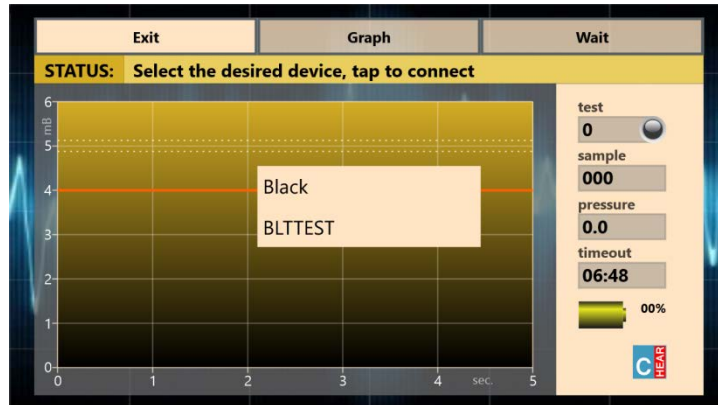 Exit
Graph
Wait
STATUS: Select the desired device, tap to connect
6
mB
5
4
3
2
1
0
0 1 2 3 4 sec. 5
Black
BLTTEST
test
0
sample
000
pressure
0.0
timeout
06:48
00%
C HEAR